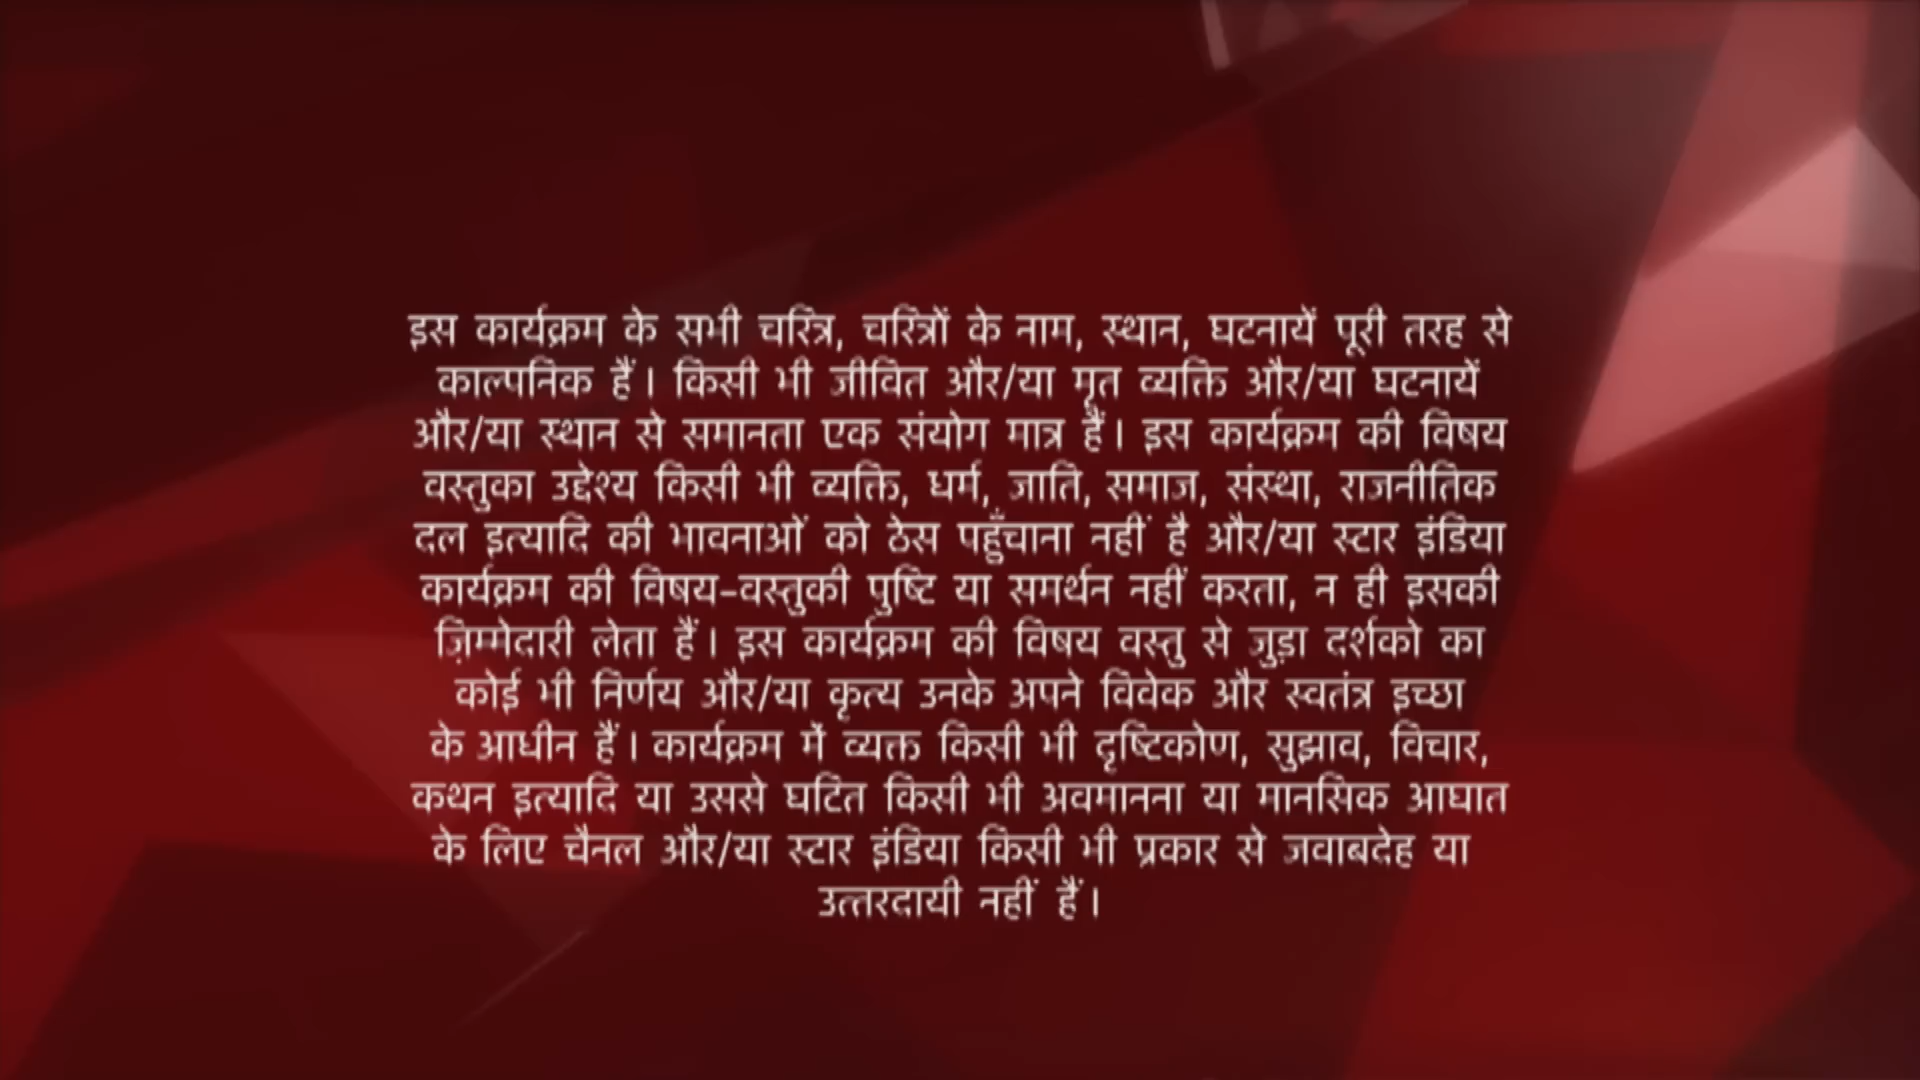 इस कार्यक्रम के सभी चरित्र, चरित्रों के नाम, स्थान, घटनायें पूरी तरह से
काल्पनिक हैं। किसी भी जीवित और/या मृत व्यक्ति और/या घटनायें
और/या स्थान से समानता एक संयोग मात्र हैं। इस कार्यक्रम की विषय
वस्तुका उद्देश्य किसी भी व्यक्ति, धर्म, जाति, समाज, संस्था, राजनीतिक
दल इत्यादि की भावनाओं को ठेस पहुँचाना नहीं है और/या स्टार इंडिया
कार्यक्रम की विषय-वस्तुकी पुष्टि या समर्थन नहीं करता, न ही इसकी
ज़िम्मेदारी लेता हैं। इस कार्यक्रम की विषय वस्तु से जुड़ा दर्शको का
कोई भी निर्णय और/या कृत्य उनके अपने विवेक और स्वतंत्र इच्छा
के आधीन हैं। कार्यक्रम में व्यक्त किसी भी दृष्टिकोण, सुझाव, विचार,
कथन इत्यादि या उससे घटित किसी भी अवमानना या मानसिक आघात
के लिए चैनल और/या स्टार इंडिया किसी भी प्रकार से जवाबदेह या
उत्तरदायी नहीं हैं।